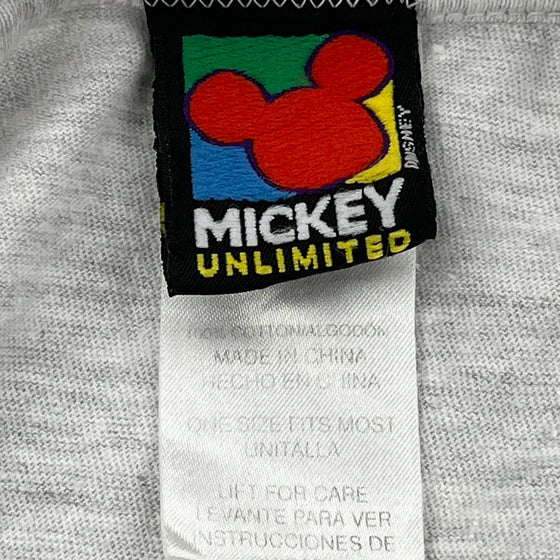 DISNEY
MICKEY
UNLIMITED
100% COTTON/ALGODON
MADE IN CHINA
HECHO EN CHINA
ONE SIZE FITS MOST
UNITALLA
LIFT FOR CARE
LEVANTE PARA VER
INSTRUCCIONES DE